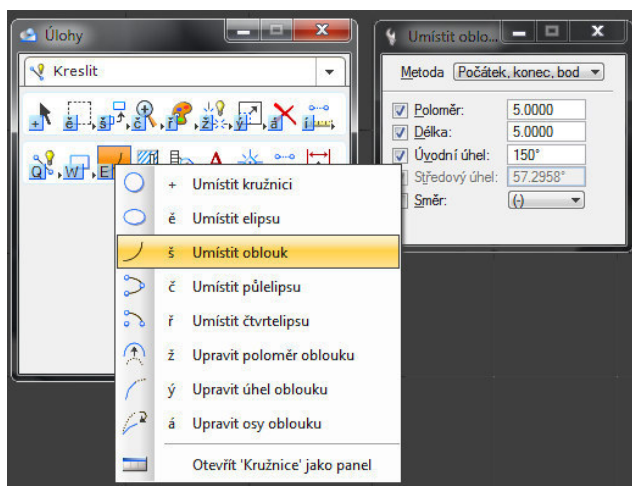 Úlohy
Kreslit
+ ě š č ř ž ý á í
Q W E
+ Umístit kružnici
ě Umístit elipsu
š Umístit oblouk
č Umístit půlelipsu
ř Umístit čtvrtelipsu
ž Upravit poloměr oblouku
ý Upravit úhel oblouku
á Upravit osy oblouku
Otevřít 'Kružnice' jako panel
Umístit oblo...
Metoda Počátek, konec, bod
Poloměr: 5.0000
Délka: 5.0000
Úvodní úhel: 150°
Středový úhel: 57.2958°
Směr: (-)